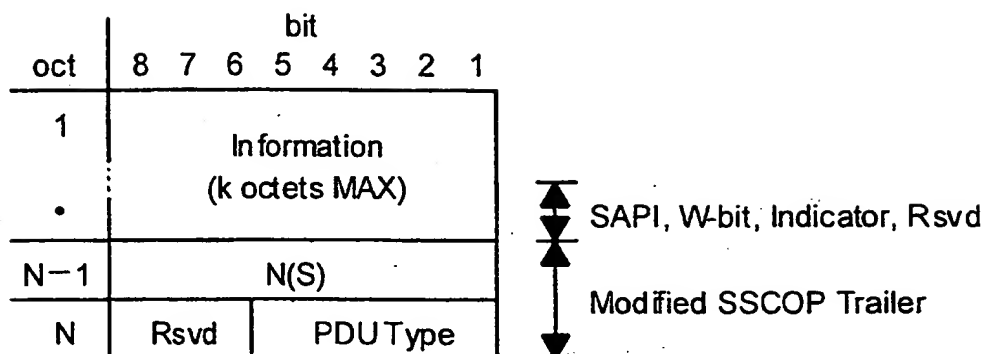 bit
oct 8 7 6 5 4 3 2 1
1
Information
(k octets MAX)
•
SAPI, W-bit, Indicator, Rsvd
N−1 N(S)
Modified SSCOP Trailer
N Rsvd PDU Type